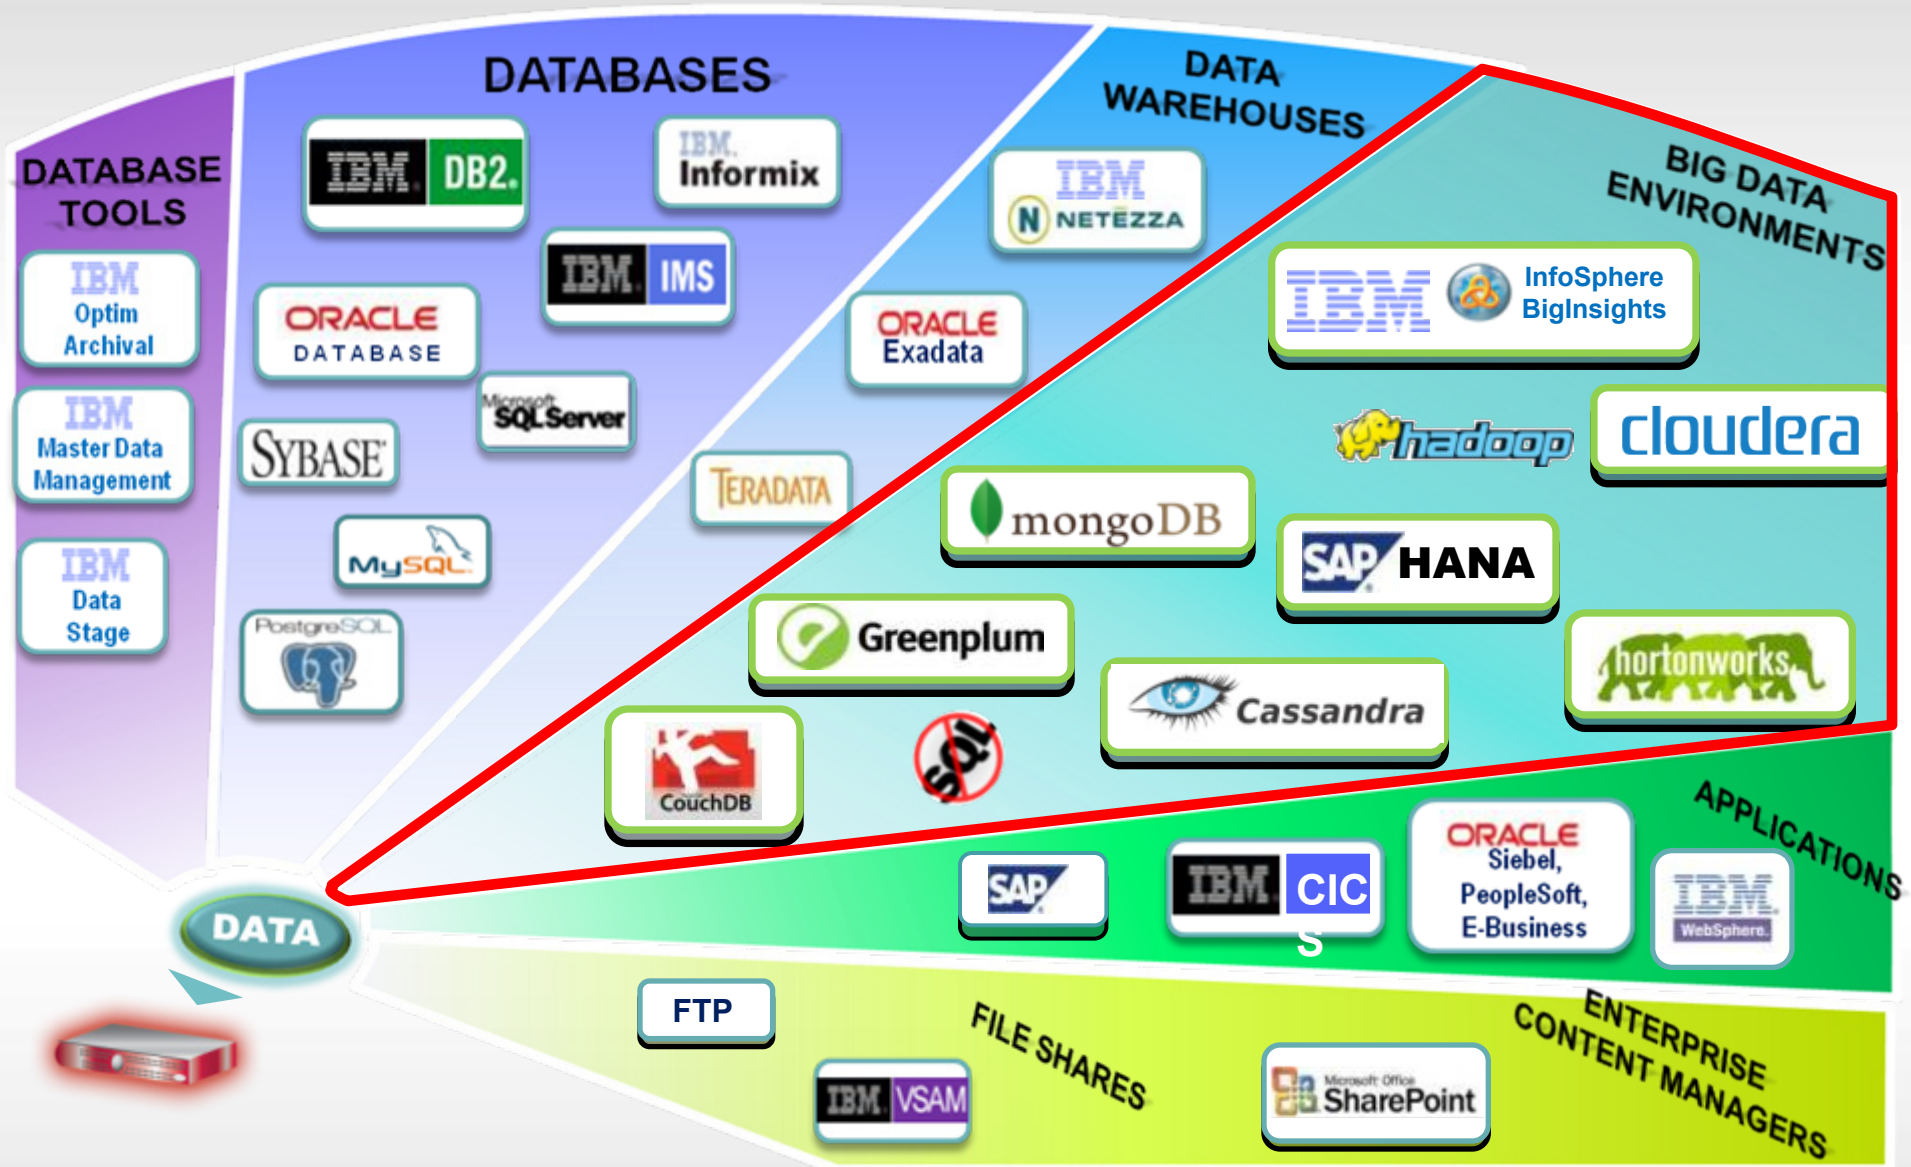 DATABASE
TOOLS
IBM
Optim
Archival
IBM
Master Data
Management
IBM
Data
Stage
DATABASES
IBM. DB2.
IBM.
Informix
IBM. IMS
ORACLE
DATABASE
Microsoft
SQL Server
SYBASE
MySQL
PostgreSQL
DATA
WAREHOUSES
IBM
N NETEZZA
ORACLE
Exadata
TERADATA
BIG DATA
ENVIRONMENTS
IBM InfoSphere
BigInsights
hadoop
cloudera
mongoDB
SAP HANA
Greenplum
hortonworks
Cassandra
CouchDB
SQL
APPLICATIONS
SAP
IBM. CIC
S
ORACLE
Siebel,
PeopleSoft,
E-Business
IBM.
WebSphere.
DATA
FTP
FILE SHARES
IBM. VSAM
ENTERPRISE
CONTENT MANAGERS
Microsoft Office
SharePoint